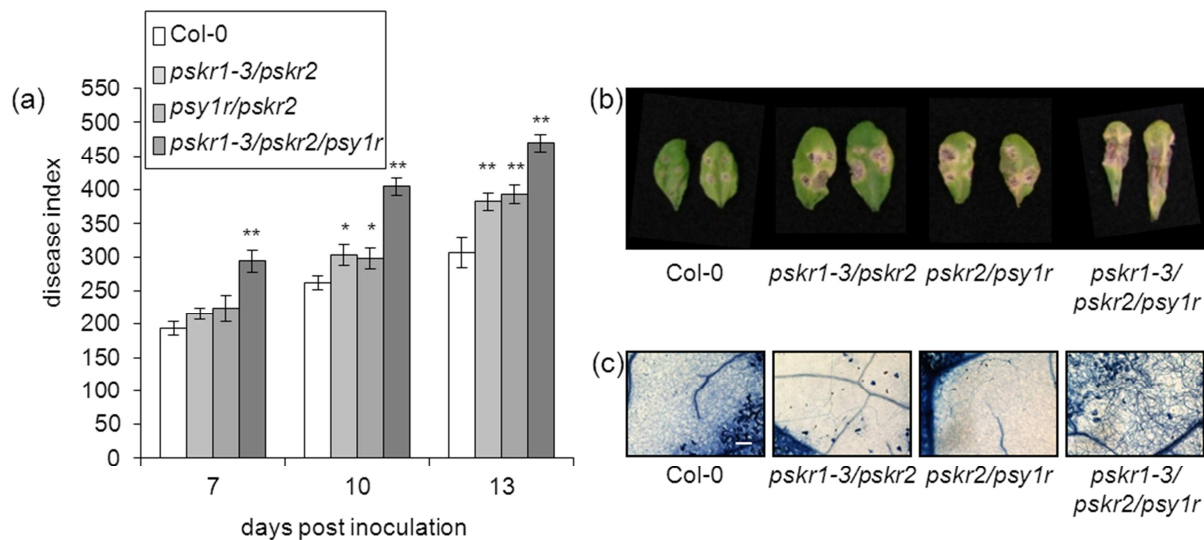 (a)
Col-0
pskr1-3/pskr2
psy1r/pskr2
pskr1-3/pskr2/psy1r
disease index
550
500
450
400
350
300
250
200
150
100
50
0
**
* *
**
** **
**
7 10 13
days post inoculation
(b)
Col-0 pskr1-3/pskr2 pskr2/psy1r pskr1-3/
pskr2/psy1r
(c)
Col-0 pskr1-3/pskr2 pskr2/psy1r pskr1-3/
pskr2/psy1r